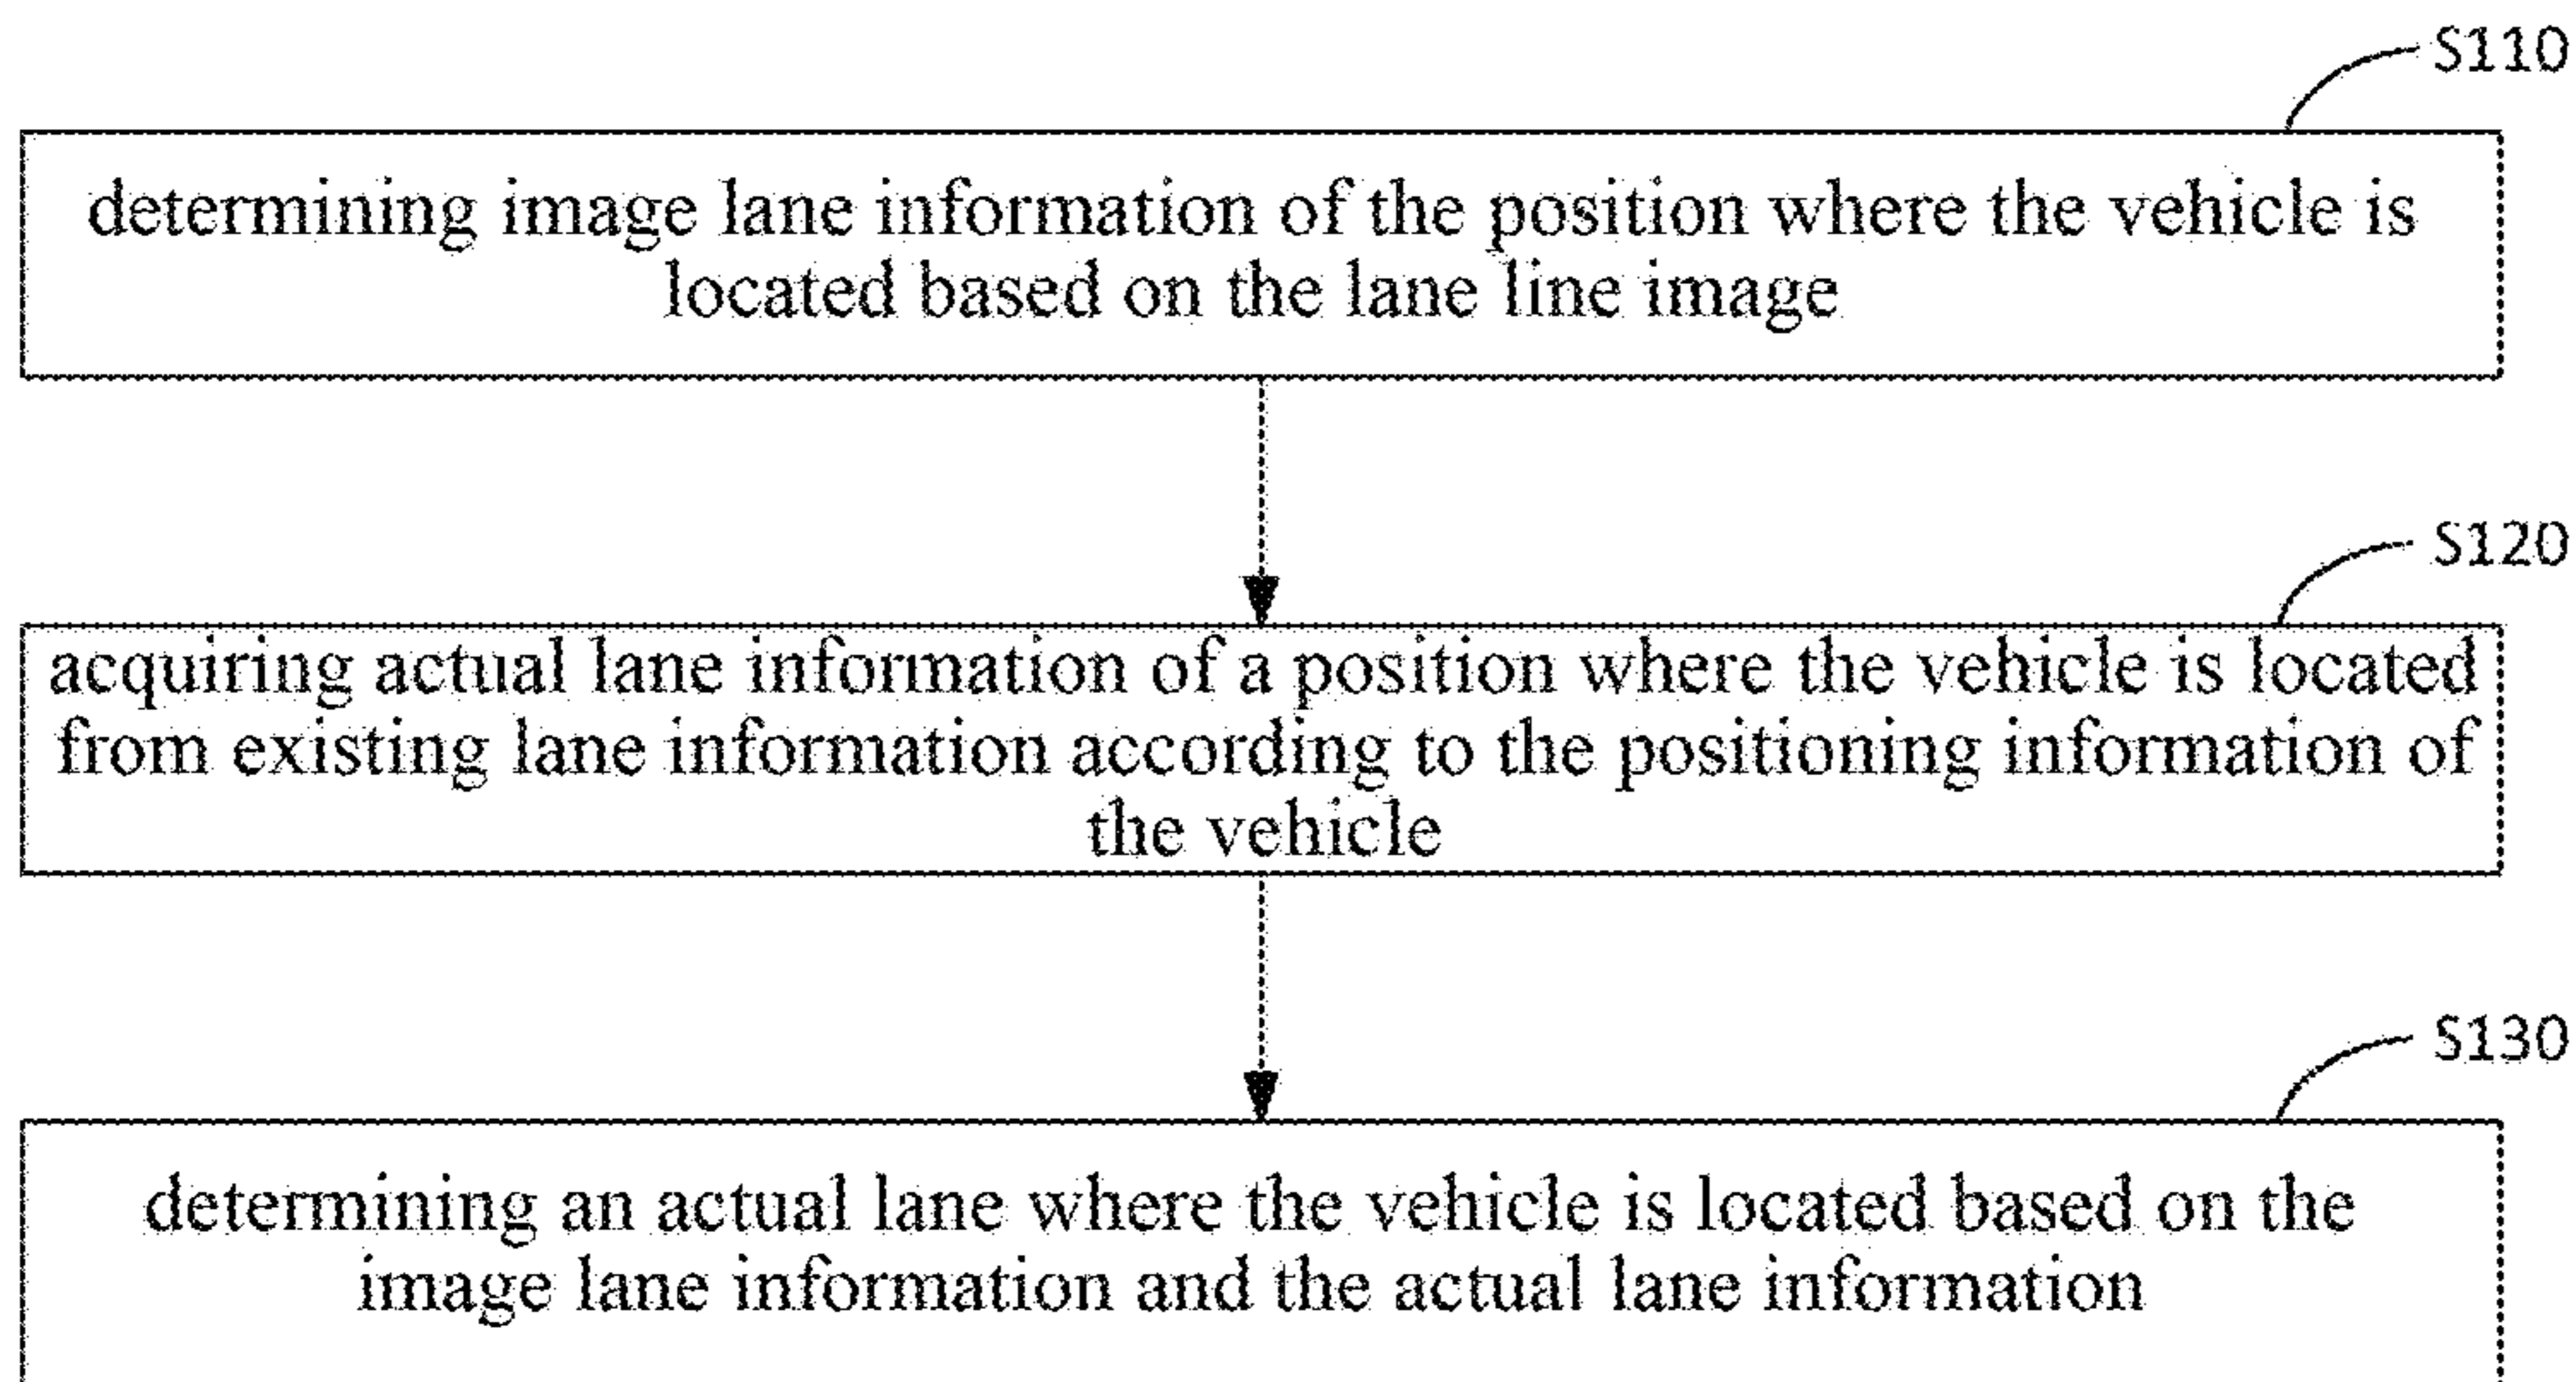 S110
determining image lane information of the position where the vehicle is
located based on the lane line image
S120
acquiring actual lane information of a position where the vehicle is located
from existing lane information according to the positioning information of
the vehicle
S130
determining an actual lane where the vehicle is located based on the
image lane information and the actual lane information